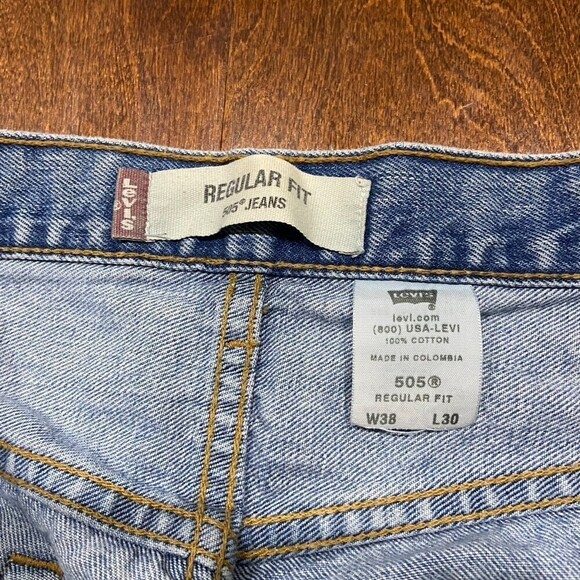 LEVI'S
REGULAR FIT
505® JEANS
LEVI'S
®
levi.com
(800) USA-LEVI
100% COTTON
MADE IN COLOMBIA
505®
REGULAR FIT
W38 L30